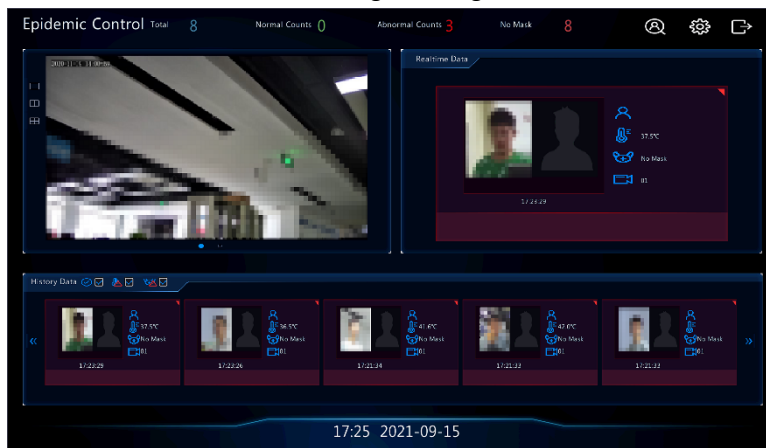 Epidemic Control Total 8 Normal Counts 0 Abnormal Counts 3 No Mask 8
Realtime Data
37.5℃
No Mask
01
17:23:29
History Data
37.5℃
No Mask
01
17:23:29
36.5℃
No Mask
01
17:23:26
41.6℃
No Mask
01
17:21:34
42.0℃
No Mask
01
17:21:33
No Mask
01
17:21:33
17:25 2021-09-15